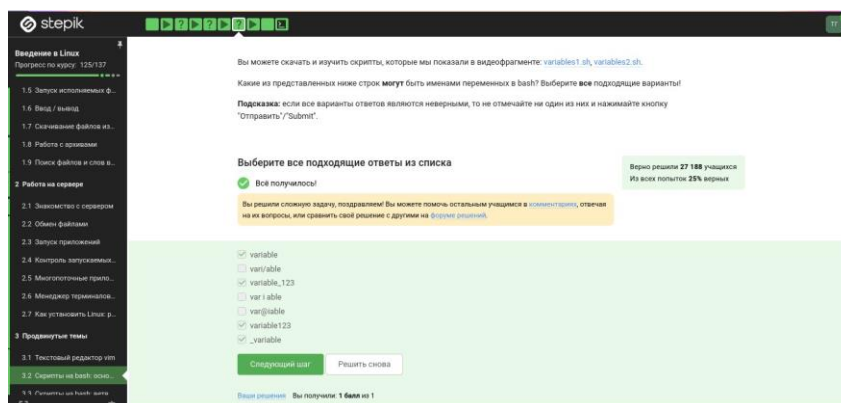 stepik
Введение в Linux
Прогресс по курсу: 125/137
1.5 Запуск исполняемых ф...
1.6 Ввод / вывод
1.7 Скачивание файлов из...
1.8 Работа с архивами
1.9 Поиск файлов и слов в...
2 Работа на сервере
2.1 Знакомство с сервером
2.2 Обмен файлами
2.3 Запуск приложений
2.4 Контроль запускаемых...
2.5 Многопоточные прило...
2.6 Менеджер терминалов...
2.7 Как установить Linux: р...
3 Продвинутые темы
3.1 Текстовый редактор vim
3.2 Скрипты на bash: осно...
3.3 Скрипты на bash: ветв...
Вы можете скачать и изучить скрипты, которые мы показали в видеофрагменте: variables1.sh, variables2.sh.
Какие из представленных ниже строк могут быть именами переменных в bash? Выберите все подходящие варианты!
Подсказка: если все варианты ответов являются неверными, то не отмечайте ни один из них и нажимайте кнопку
"Отправить"/"Submit".
Выберите все подходящие ответы из списка
Всё получилось!
Верно решили 27 188 учащихся
Из всех попыток 25% верных
Вы решили сложную задачу, поздравляем! Вы можете помочь остальным учащимся в комментариях, отвечая
на их вопросы, или сравнить своё решение с другими на форуме решений.
variable
vari/able
variable_123
var i able
var@iable
variable123
_variable
Следующий шаг
Решить снова
Ваши решения Вы получили: 1 балл из 1